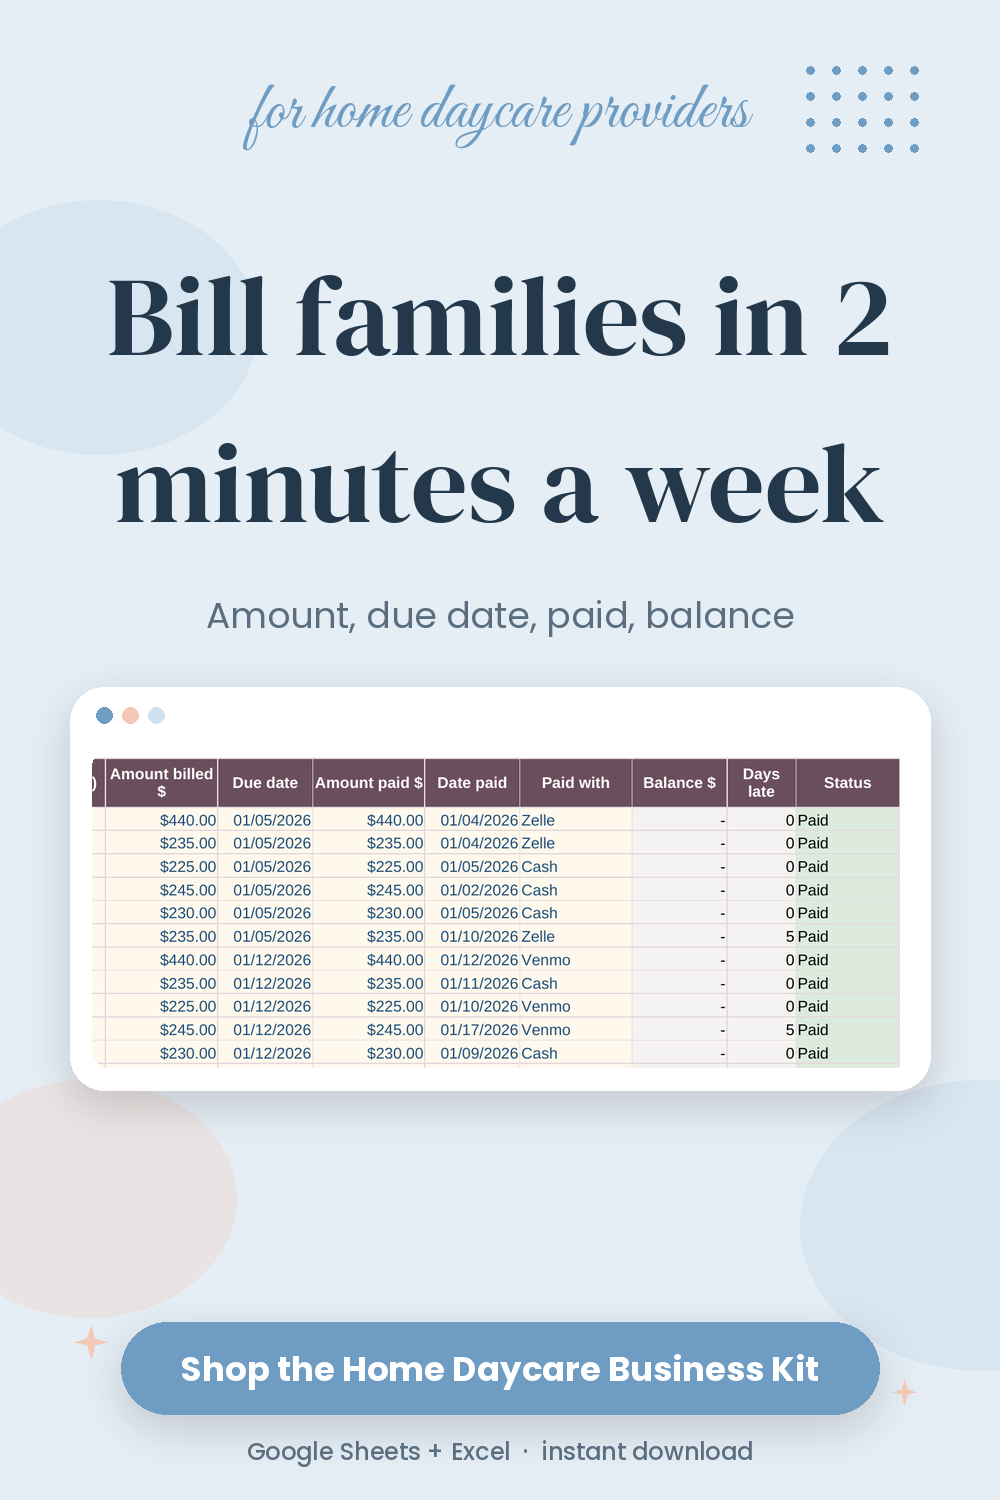 for home daycare providers
Bill families in 2
minutes a week
Amount, due date, paid, balance
) Amount billed $ Due date Amount paid $ Date paid Paid with Balance $ Days late Status
$440.00 01/05/2026 $440.00 01/04/2026 Zelle - 0 Paid
$235.00 01/05/2026 $235.00 01/04/2026 Zelle - 0 Paid
$225.00 01/05/2026 $225.00 01/05/2026 Cash - 0 Paid
$245.00 01/05/2026 $245.00 01/02/2026 Cash - 0 Paid
$230.00 01/05/2026 $230.00 01/05/2026 Cash - 0 Paid
$235.00 01/05/2026 $235.00 01/10/2026 Zelle - 5 Paid
$440.00 01/12/2026 $440.00 01/12/2026 Venmo - 0 Paid
$235.00 01/12/2026 $235.00 01/11/2026 Cash - 0 Paid
$225.00 01/12/2026 $225.00 01/10/2026 Venmo - 0 Paid
$245.00 01/12/2026 $245.00 01/17/2026 Venmo - 5 Paid
$230.00 01/12/2026 $230.00 01/09/2026 Cash - 0 Paid
Shop the Home Daycare Business Kit
Google Sheets + Excel · instant download